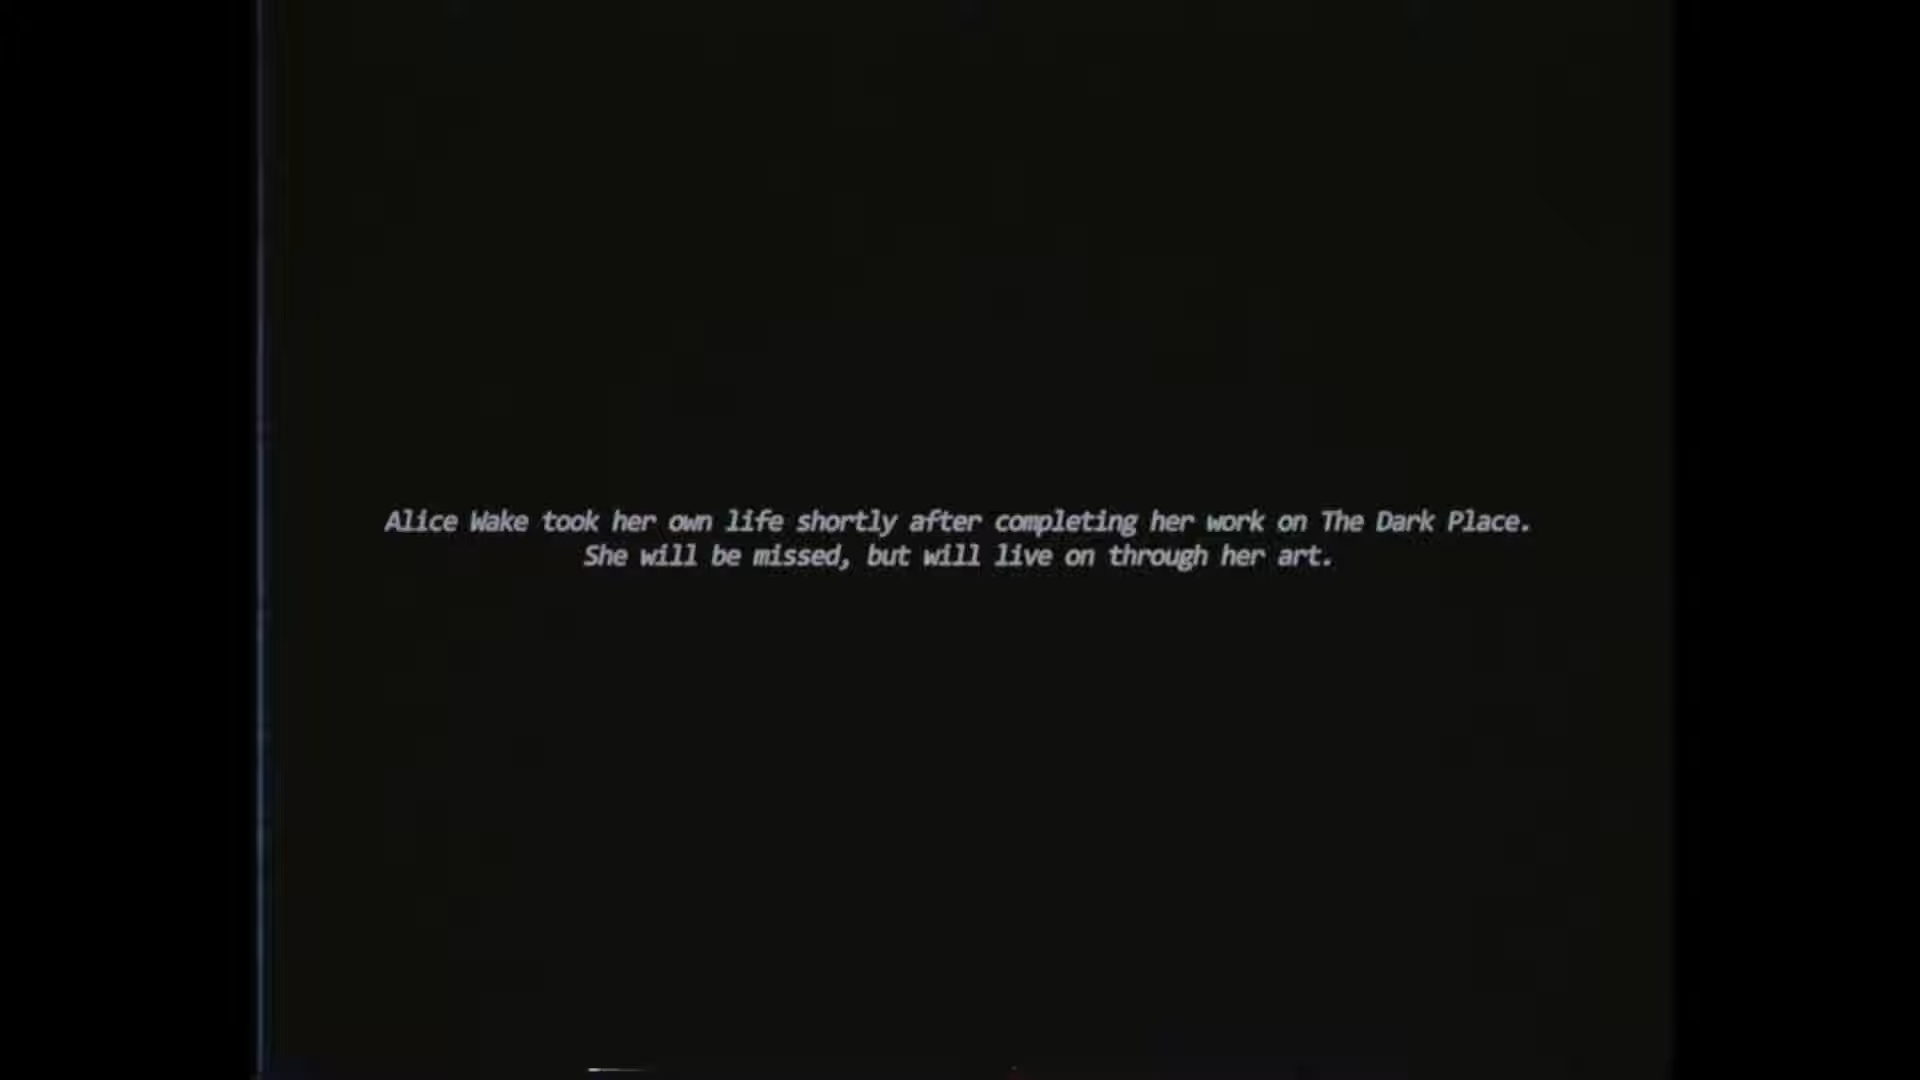 Alice Wake took her own life shortly after completing her work on The Dark Place.
She will be missed, but will live on through her art.